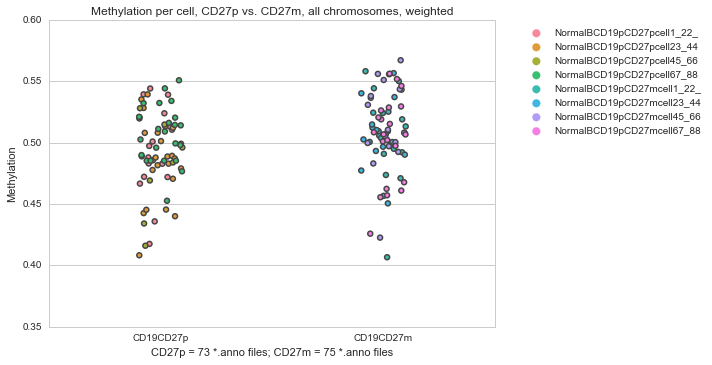 Methylation per cell, CD27p vs. CD27m, all chromosomes, weighted
0.60
0.55
0.50
0.45
0.40
0.35
Methylation
CD19CD27p
CD19CD27m
CD27p = 73 *.anno files; CD27m = 75 *.anno files
NormalBCD19pCD27pcell1_22_
NormalBCD19pCD27pcell23_44
NormalBCD19pCD27pcell45_66
NormalBCD19pCD27pcell67_88
NormalBCD19pCD27mcell1_22_
NormalBCD19pCD27mcell23_44
NormalBCD19pCD27mcell45_66
NormalBCD19pCD27mcell67_88